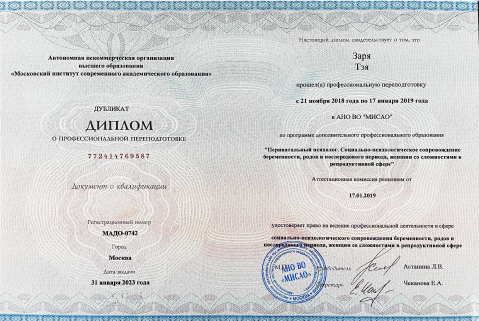 Автономная некоммерческая организация
высшего образования
«Московский институт современного академического образования»
ДУБЛИКАТ
ДИПЛОМ
О ПРОФЕССИОНАЛЬНОЙ ПЕРЕПОДГОТОВКЕ
772414769587
Документ о квалификации
Регистрационный номер
МАДО-0742
Город
Москва
Дата выдачи
31 января 2023 года
Настоящий диплом свидетельствует о том, что
Заря
Тэя
прошел(а) профессиональную переподготовку
с 21 ноября 2018 года по 17 января 2019 года
в АНО ВО "МИСАО"
по программе дополнительного профессионального образования
"Перинатальный психолог. Социально-психологическое сопровождение
беременности, родов и послеродового периода, женщин со сложностями в
репродуктивной сфере"
Аттестационная комиссия решением от
17.01.2019
удостоверяет право на ведение профессиональной деятельности в сфере
социально-психологического сопровождения беременности, родов и
послеродового периода, женщин со сложностями в репродуктивной сфере
АНО ВО
«МИСАО»
Руководитель Астанина Л.В.
Секретарь Чеканова Е.А.